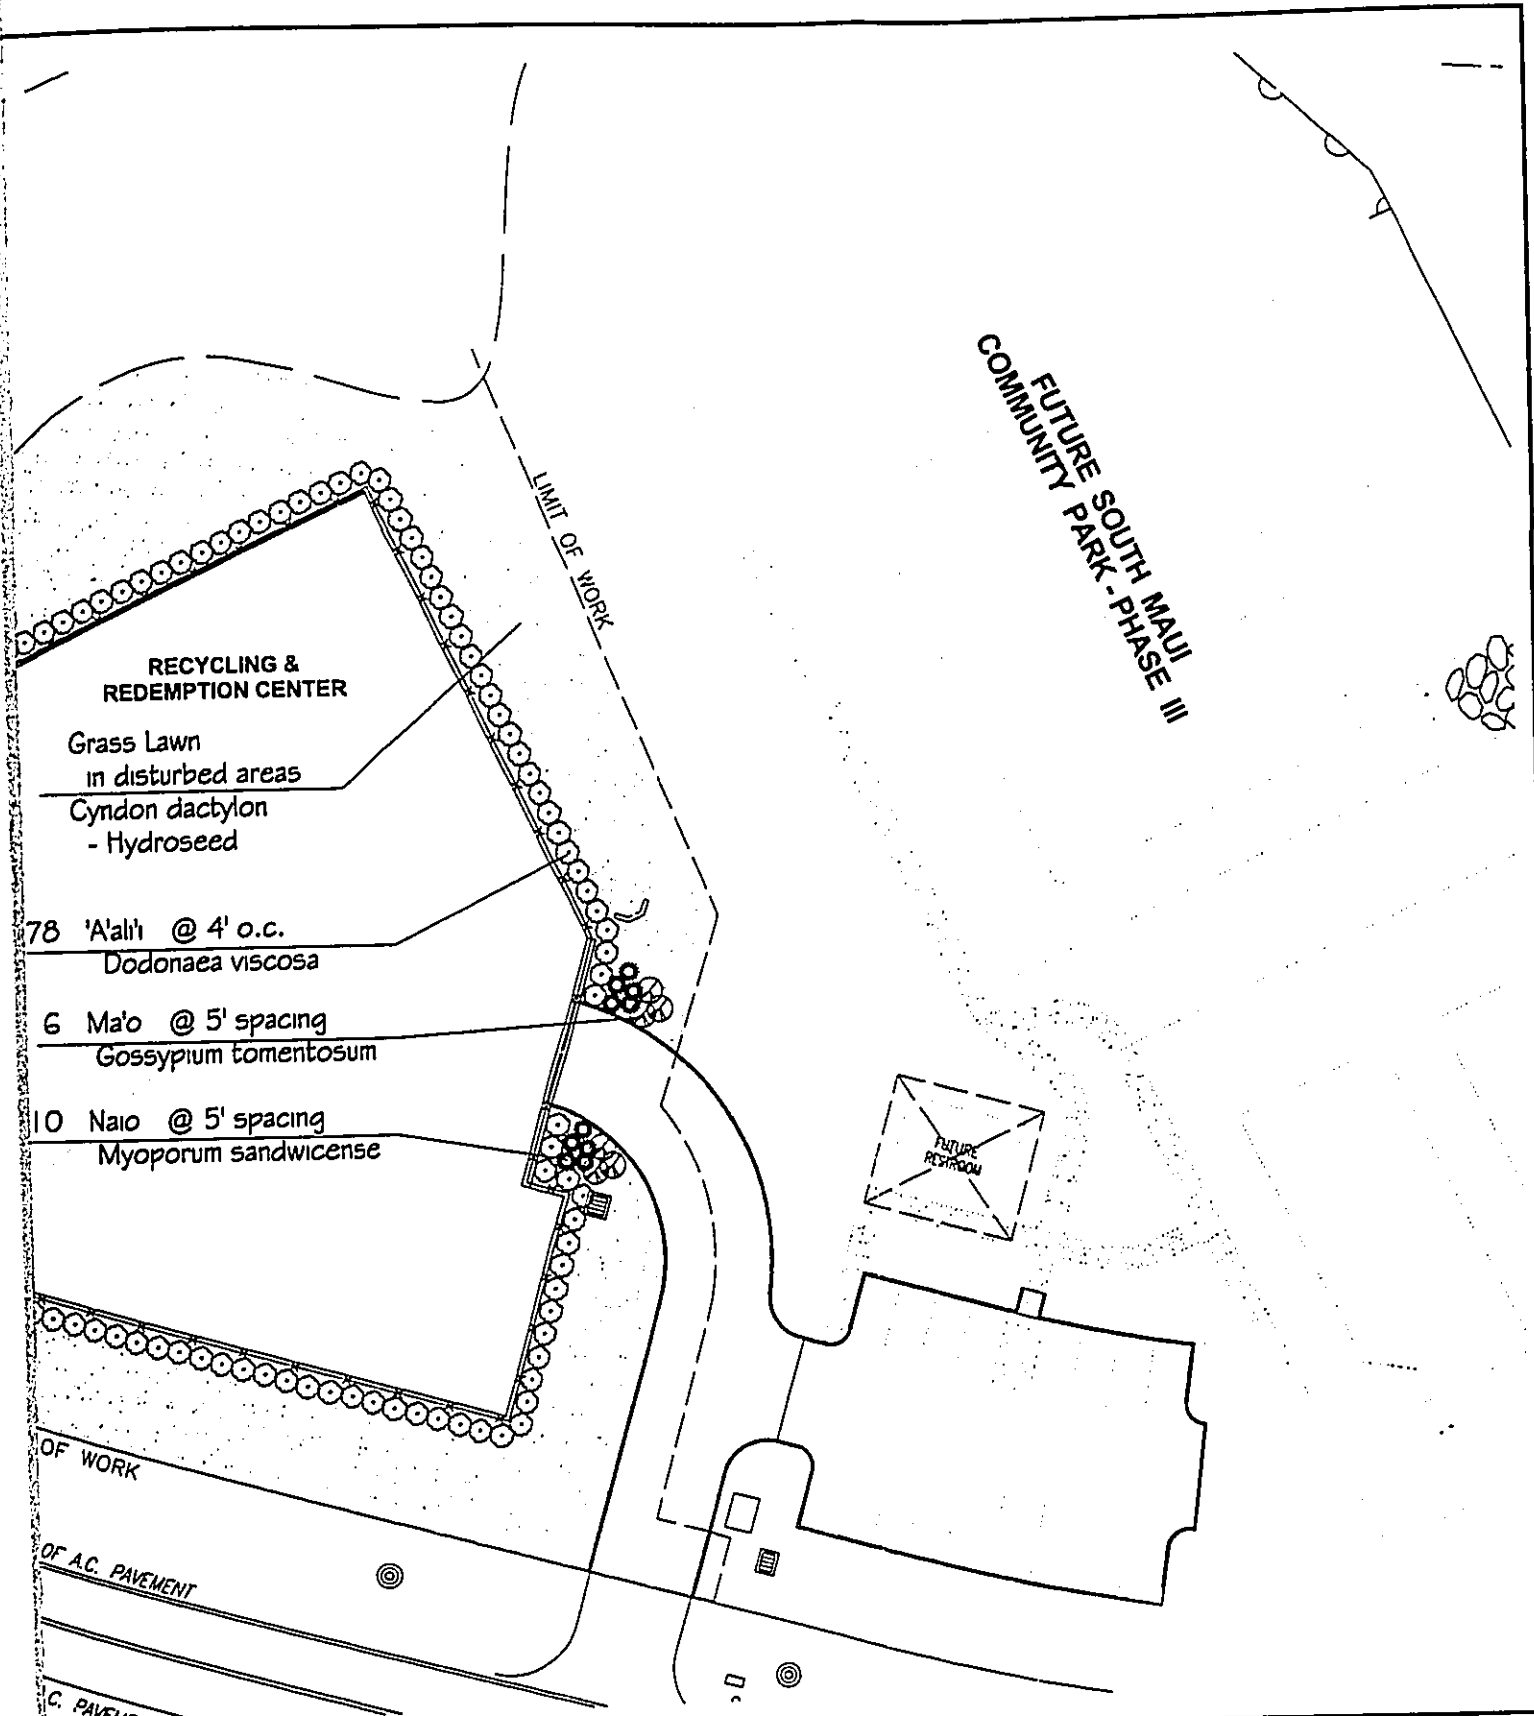 FUTURE SOUTH MAUI
COMMUNITY PARK - PHASE III
LIMIT OF WORK
RECYCLING &
REDEMPTION CENTER
Grass Lawn
in disturbed areas
Cyndon dactylon
- Hydroseed
78 'A'ali'i @ 4' o.c.
Dodonaea viscosa
6 Ma'o @ 5' spacing
Gossypium tomentosum
10 Naio @ 5' spacing
Myoporum sandwicense
FUTURE
RESTROOM
OF WORK
OF A.C. PAVEMENT
C.